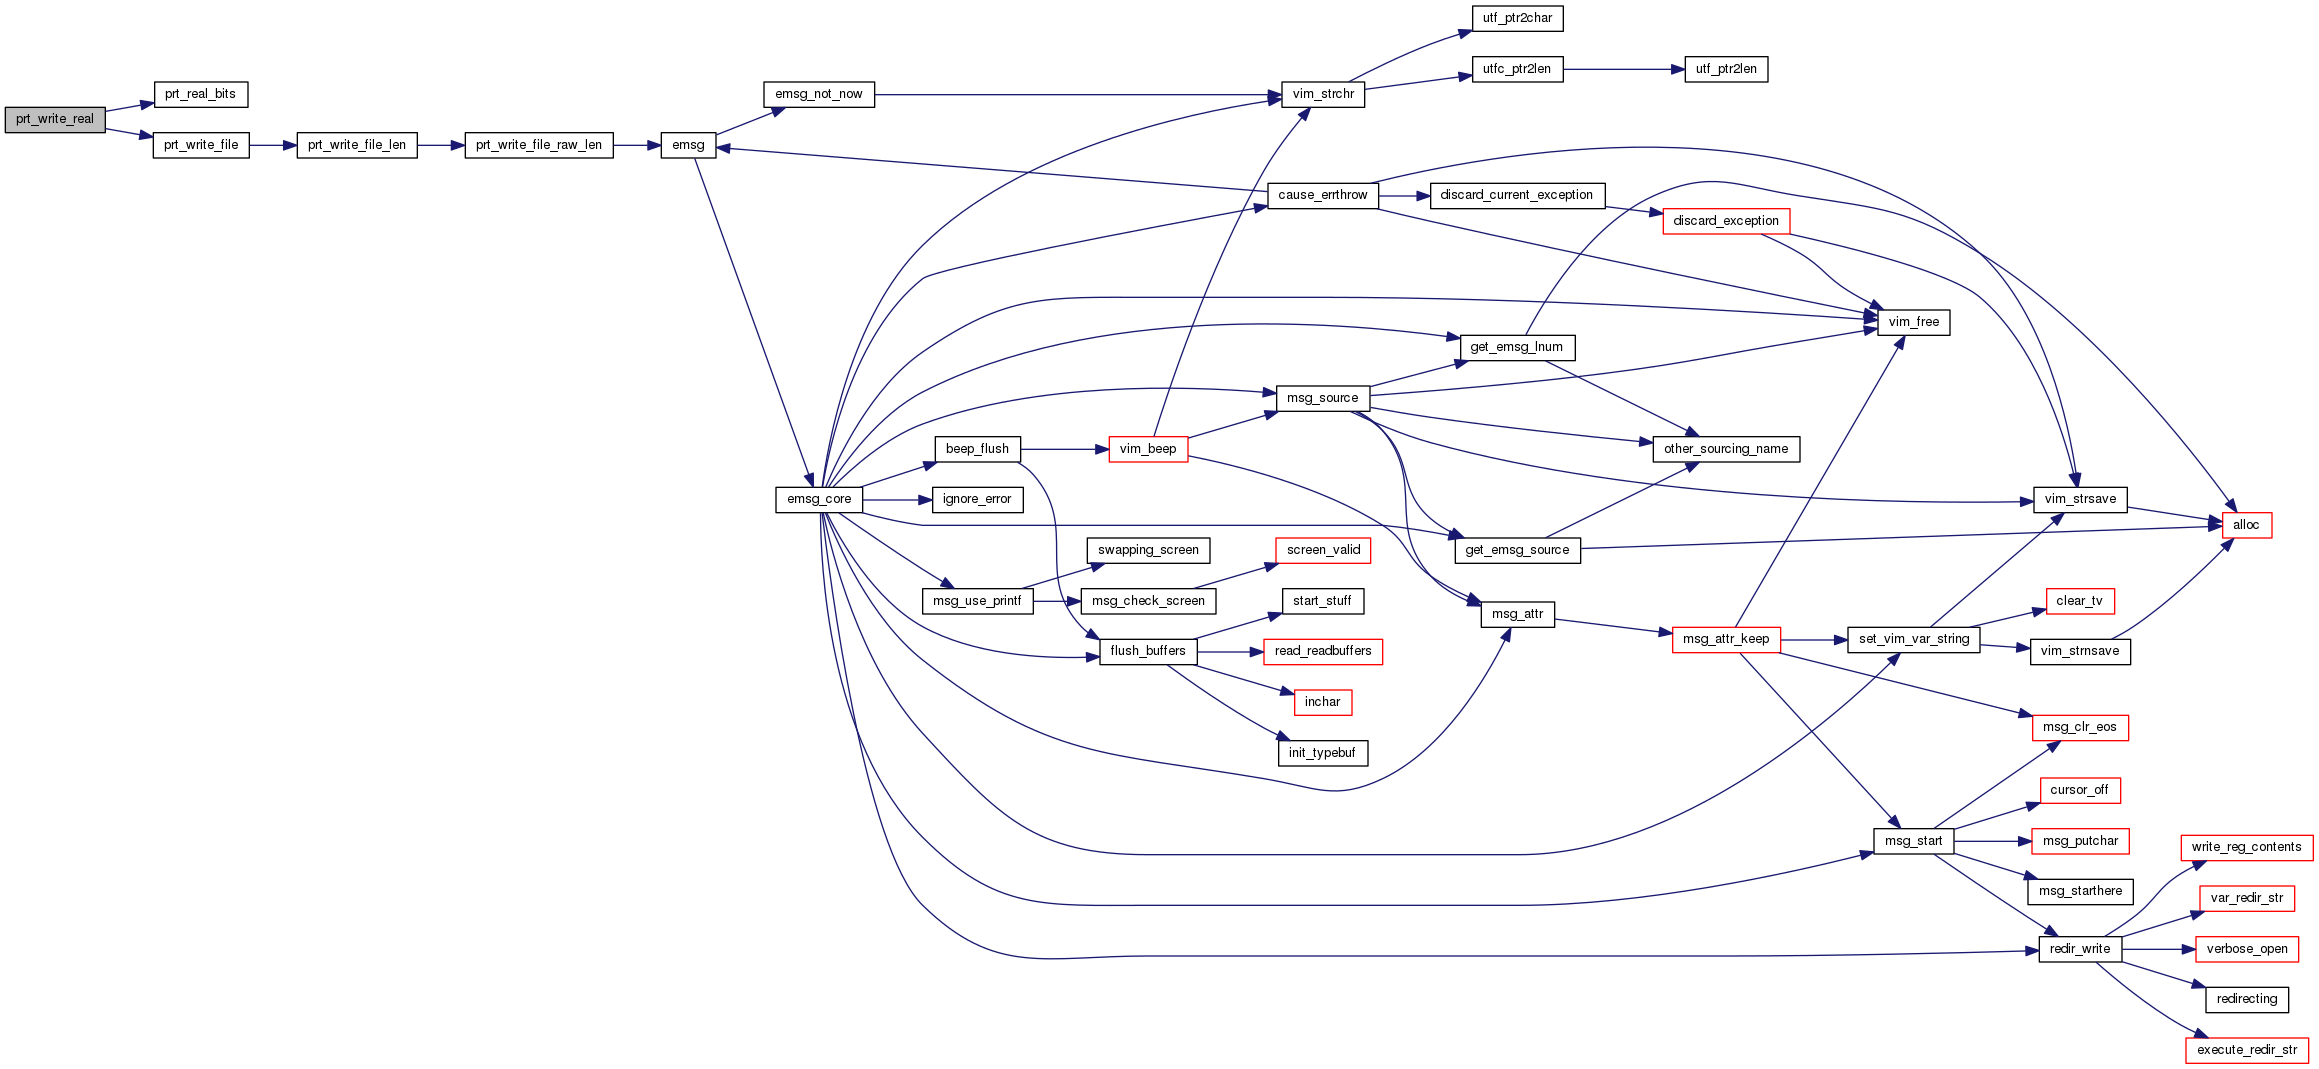 prt_write_real
prt_real_bits
prt_write_file
prt_write_file_len
prt_write_file_raw_len
emsg
emsg_not_now
emsg_core
vim_strchr
utf_ptr2char
utfc_ptr2len
utf_ptr2len
cause_errthrow
discard_current_exception
discard_exception
vim_free
get_emsg_lnum
msg_source
other_sourcing_name
beep_flush
vim_beep
ignore_error
vim_strsave
alloc
get_emsg_source
swapping_screen
screen_valid
msg_use_printf
msg_check_screen
start_stuff
msg_attr
clear_tv
flush_buffers
read_readbuffers
msg_attr_keep
set_vim_var_string
vim_strnsave
inchar
msg_clr_eos
init_typebuf
cursor_off
msg_start
msg_putchar
write_reg_contents
msg_starthere
var_redir_str
redir_write
verbose_open
redirecting
execute_redir_str